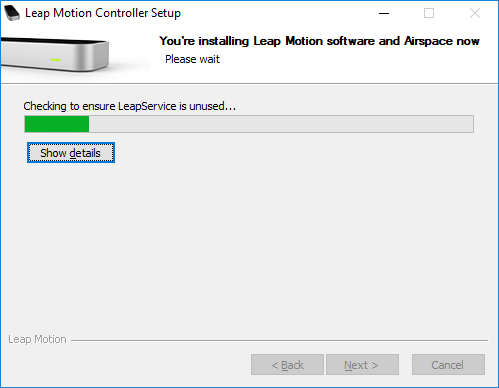 Leap Motion Controller Setup
You're installing Leap Motion software and Airspace now
Please wait
Checking to ensure LeapService is unused...
Show details
Leap Motion
< Back
Next >
Cancel